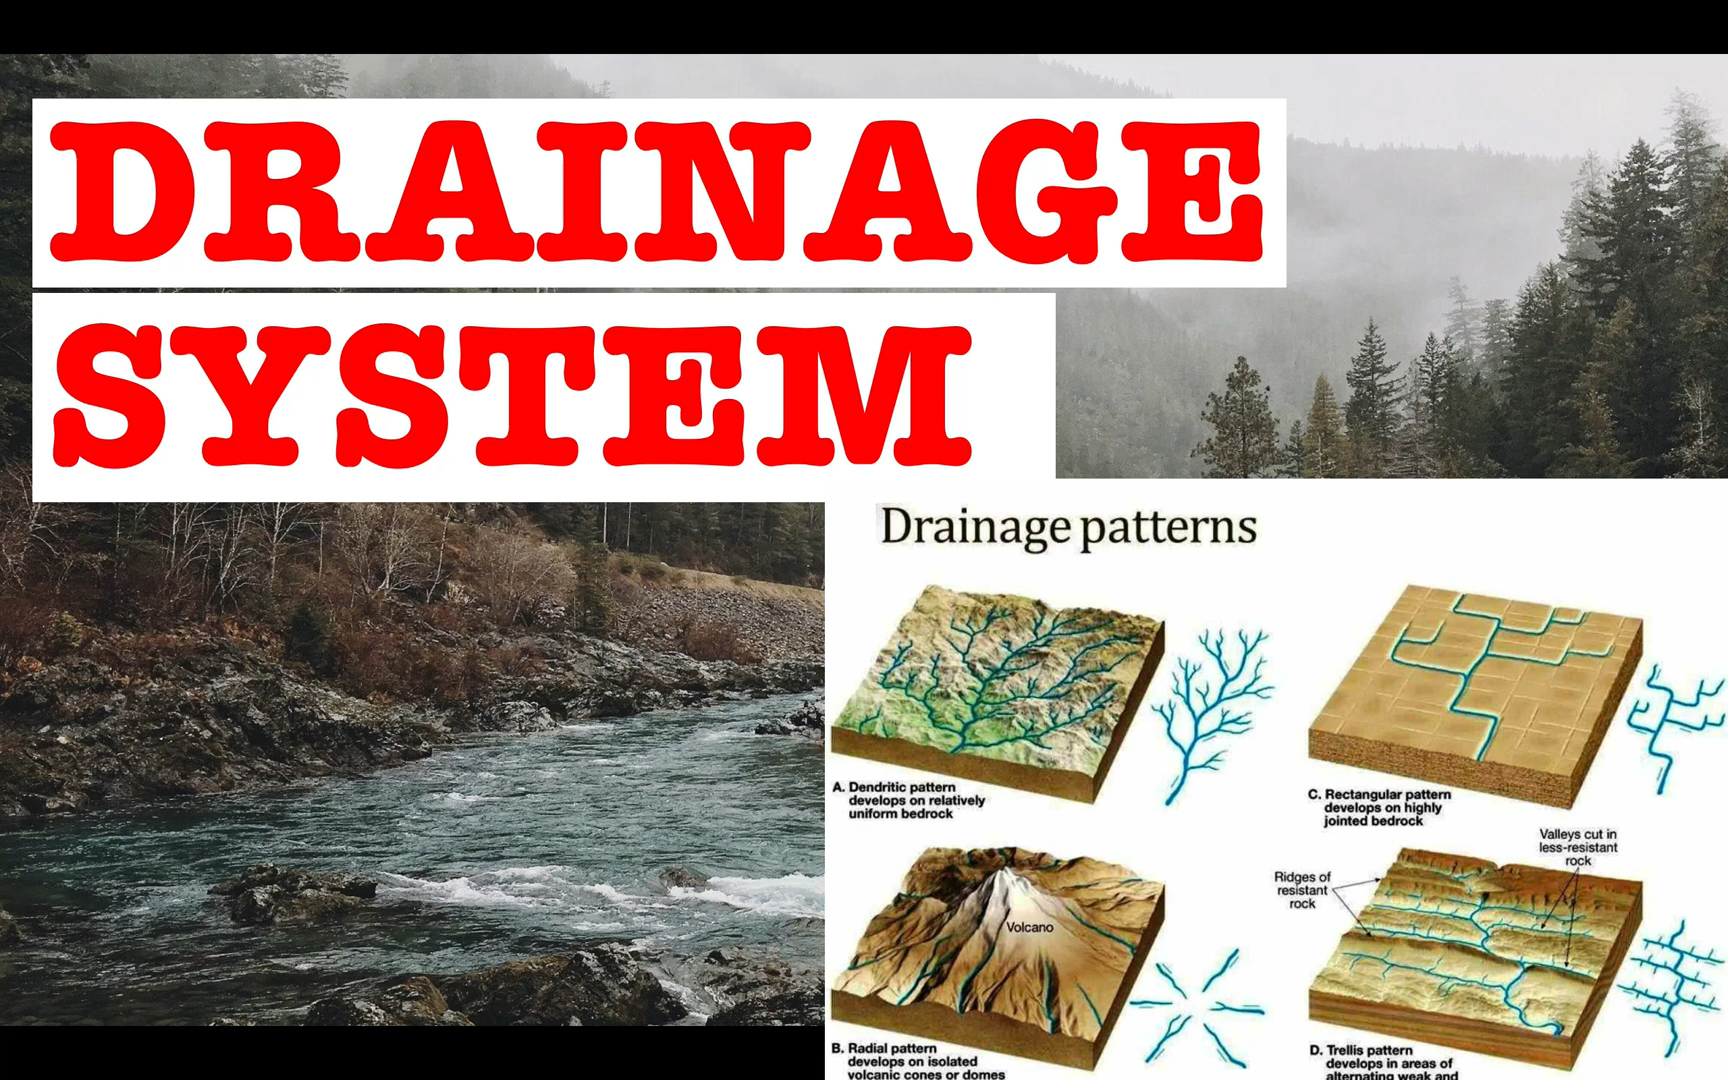 DRAINAGE
SYSTEM
Drainage patterns
A. Dendritic pattern
develops on relatively
uniform bedrock
C. Rectangular pattern
develops on highly
jointed bedrock
Volcano
B. Radial pattern
develops on isolated
volcanic cones or domes
Valleys cut in
less-resistant
rock
Ridges of
resistant
rock
D. Trellis pattern
develops in areas of
alternating weak and